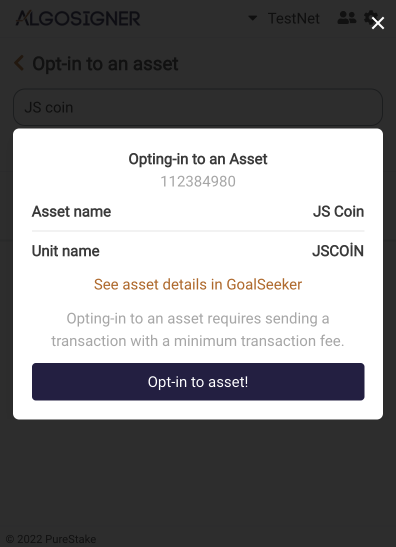 ALGOSIGNER
TestNet
Opt-in to an asset
JS coin
Opting-in to an Asset
112384980
Asset name JS Coin
Unit name JSCOİN
See asset details in GoalSeeker
Opting-in to an asset requires sending a
transaction with a minimum transaction fee.
Opt-in to asset!
© 2022 PureStake